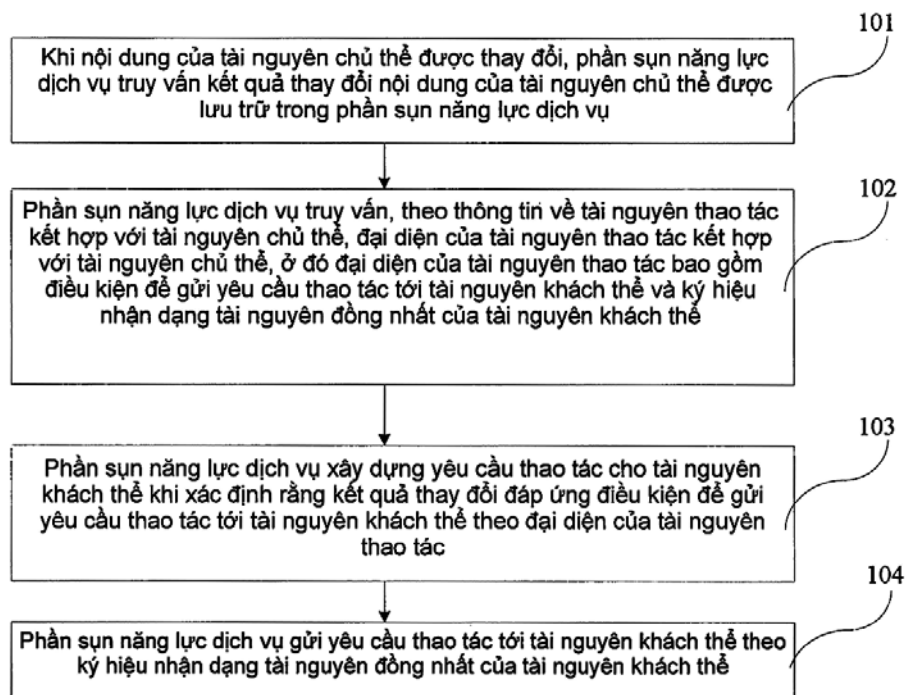 101
Khi nội dung của tài nguyên chủ thể được thay đổi, phần sụn năng lực
dịch vụ truy vấn kết quả thay đổi nội dung của tài nguyên chủ thể được
lưu trữ trong phần sụn năng lực dịch vụ
102
Phần sụn năng lực dịch vụ truy vấn, theo thông tin về tài nguyên thao tác
kết hợp với tài nguyên chủ thể, đại diện của tài nguyên thao tác kết hợp
với tài nguyên chủ thể, ở đó đại diện của tài nguyên thao tác bao gồm
điều kiện để gửi yêu cầu thao tác tới tài nguyên khách thể và ký hiệu
nhận dạng tài nguyên đồng nhất của tài nguyên khách thể
103
Phần sụn năng lực dịch vụ xây dựng yêu cầu thao tác cho tài nguyên
khách thể khi xác định rằng kết quả thay đổi đáp ứng điều kiện để gửi
yêu cầu thao tác tới tài nguyên khách thể theo đại diện của tài nguyên
thao tác
104
Phần sụn năng lực dịch vụ gửi yêu cầu thao tác tới tài nguyên khách thể theo
ký hiệu nhận dạng tài nguyên đồng nhất của tài nguyên khách thể